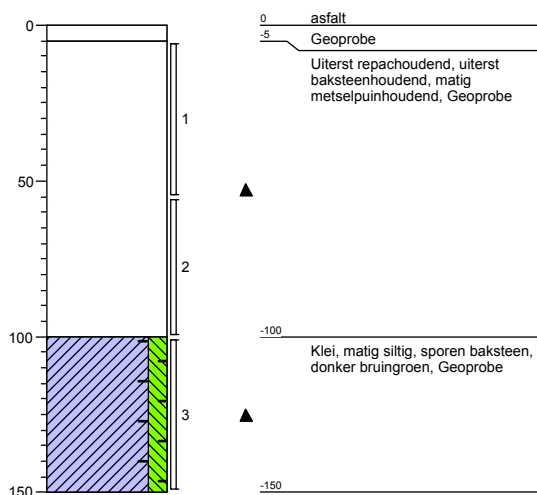 0
50
100
150
1
2
3
0
asfalt
-5
Geoprobe
Uiterst repachoudend, uiterst
baksteenhoudend, matig
metselpuinhoudend, Geoprobe
-100
Klei, matig siltig, sporen baksteen,
donker bruingroen, Geoprobe
-150